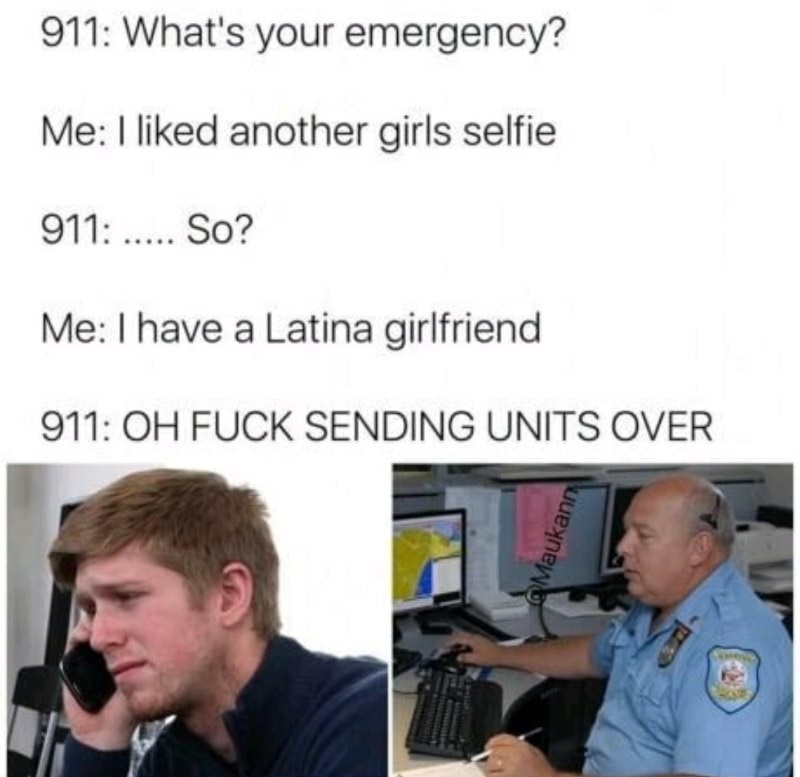 911: What's your emergency?
Me: I liked another girls selfie
911: ..... So?
Me: I have a Latina girlfriend
911: OH FUCK SENDING UNITS OVER
@Maukann